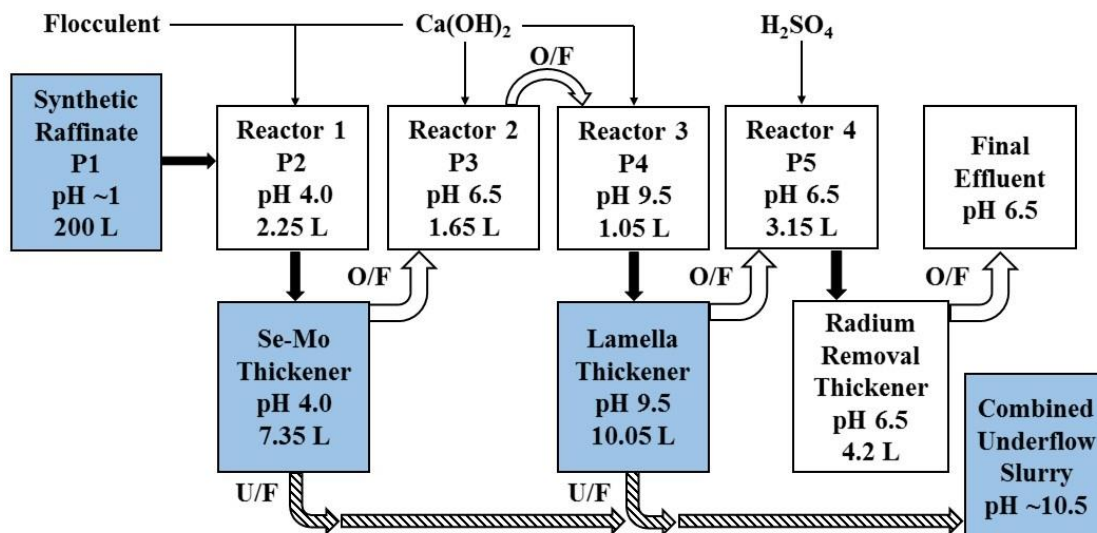 Flocculent
Ca(OH)₂
H₂SO₄
O/F
Synthetic
Raffinate
P1
pH ~1
200 L
Reactor 1
P2
pH 4.0
2.25 L
Reactor 2
P3
pH 6.5
1.65 L
Reactor 3
P4
pH 9.5
1.05 L
Reactor 4
P5
pH 6.5
3.15 L
Final
Effluent
pH 6.5
O/F
O/F
O/F
Se-Mo
Thickener
pH 4.0
7.35 L
Lamella
Thickener
pH 9.5
10.05 L
Radium
Removal
Thickener
pH 6.5
4.2 L
Combined
Underflow
Slurry
pH ~10.5
U/F
U/F